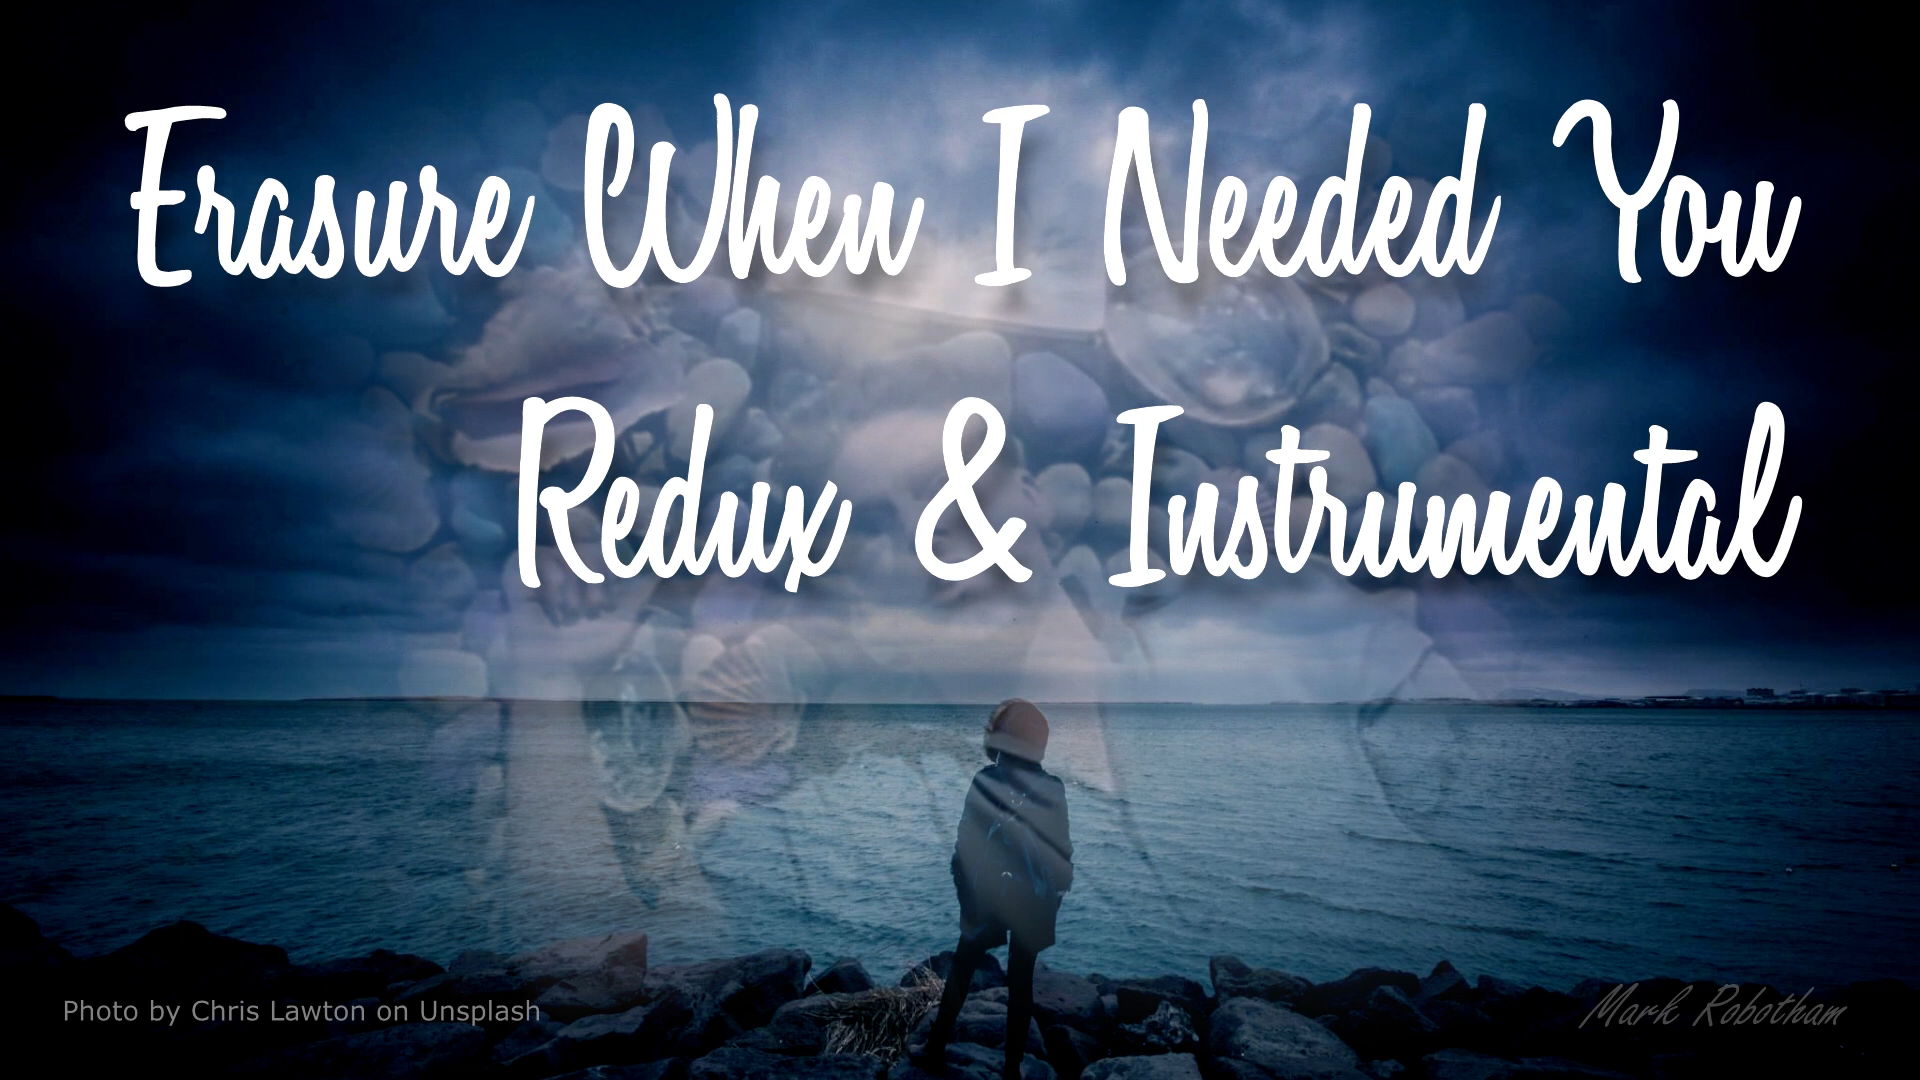 Erasure When I Needed You
Redux & Instrumental
Photo by Chris Lawton on Unsplash
Mark Robotham